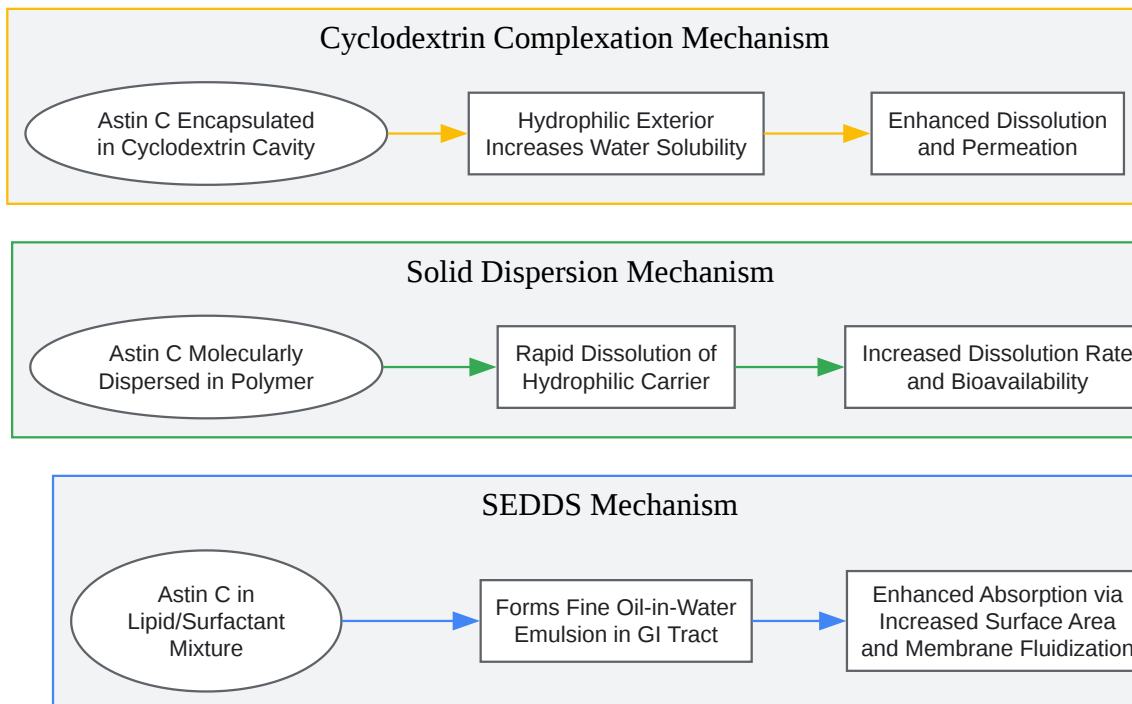 Cyclodextrin Complexation Mechanism
Astin C Encapsulated
in Cyclodextrin Cavity
Hydrophilic Exterior
Increases Water Solubility
Enhanced Dissolution
and Permeation
Solid Dispersion Mechanism
Astin C Molecularly
Dispersed in Polymer
Rapid Dissolution of
Hydrophilic Carrier
Increased Dissolution Rate
and Bioavailability
SEDDS Mechanism
Astin C in
Lipid/Surfactant
Mixture
Forms Fine Oil-in-Water
Emulsion in GI Tract
Enhanced Absorption via
Increased Surface Area
and Membrane Fluidization